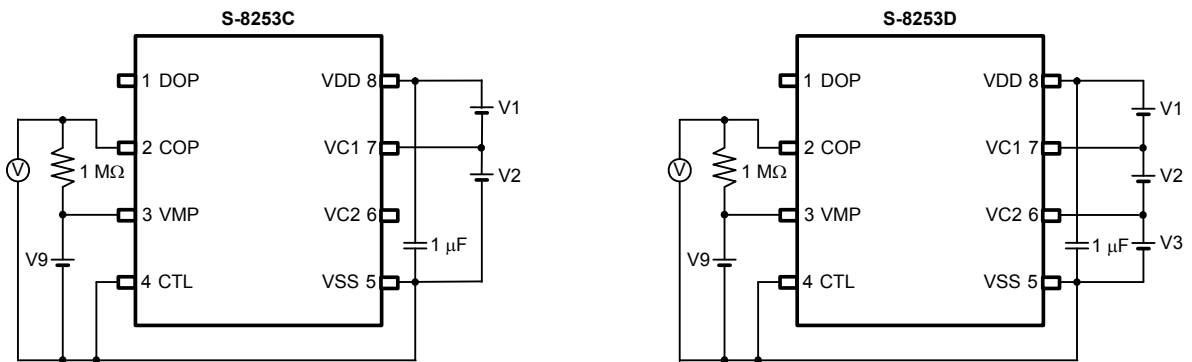 S-8253C
1 DOP
VDD 8
V1
2 COP
VC1 7
V
1 MΩ
V2
3 VMP
VC2 6
V9
1 μF
4 CTL
VSS 5
S-8253D
1 DOP
VDD 8
V1
2 COP
VC1 7
V
1 MΩ
V2
3 VMP
VC2 6
V9
1 μF
V3
4 CTL
VSS 5